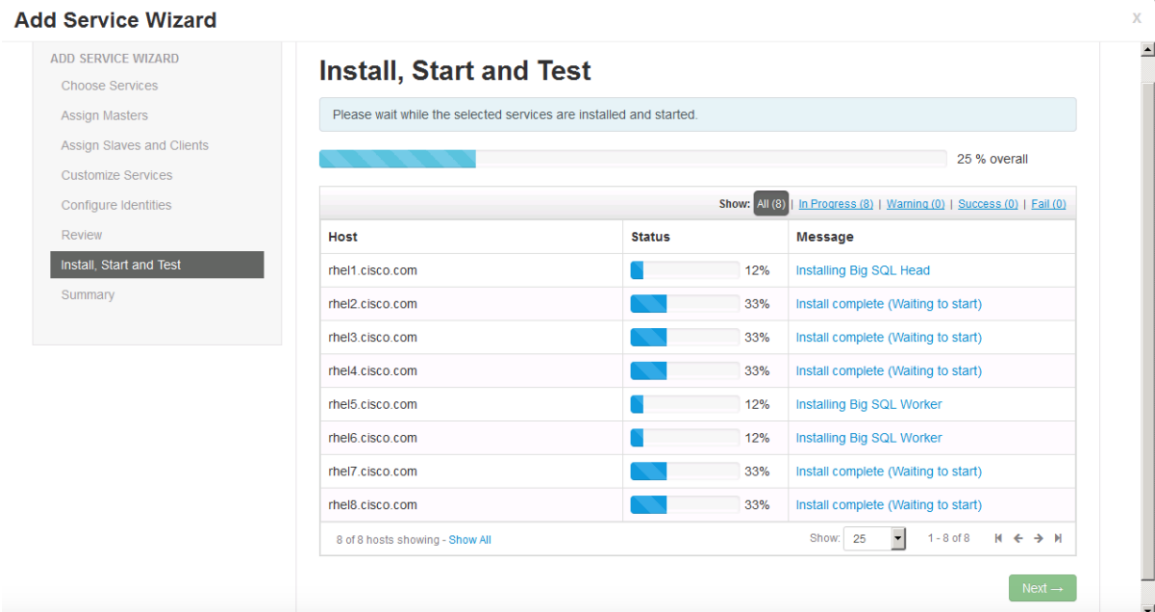 Add Service Wizard
X
ADD SERVICE WIZARD
Choose Services
Assign Masters
Assign Slaves and Clients
Customize Services
Configure Identities
Review
Install, Start and Test
Summary
Install, Start and Test
Please wait while the selected services are installed and started.
25 % overall
Show: All (8) | In Progress (8) | Warning (0) | Success (0) | Fail (0)
Host Status Message
rhel1.cisco.com 12% Installing Big SQL Head
rhel2.cisco.com 33% Install complete (Waiting to start)
rhel3.cisco.com 33% Install complete (Waiting to start)
rhel4.cisco.com 33% Install complete (Waiting to start)
rhel5.cisco.com 12% Installing Big SQL Worker
rhel6.cisco.com 12% Installing Big SQL Worker
rhel7.cisco.com 33% Install complete (Waiting to start)
rhel8.cisco.com 33% Install complete (Waiting to start)
8 of 8 hosts showing - Show All Show: 25 1 - 8 of 8
Next →